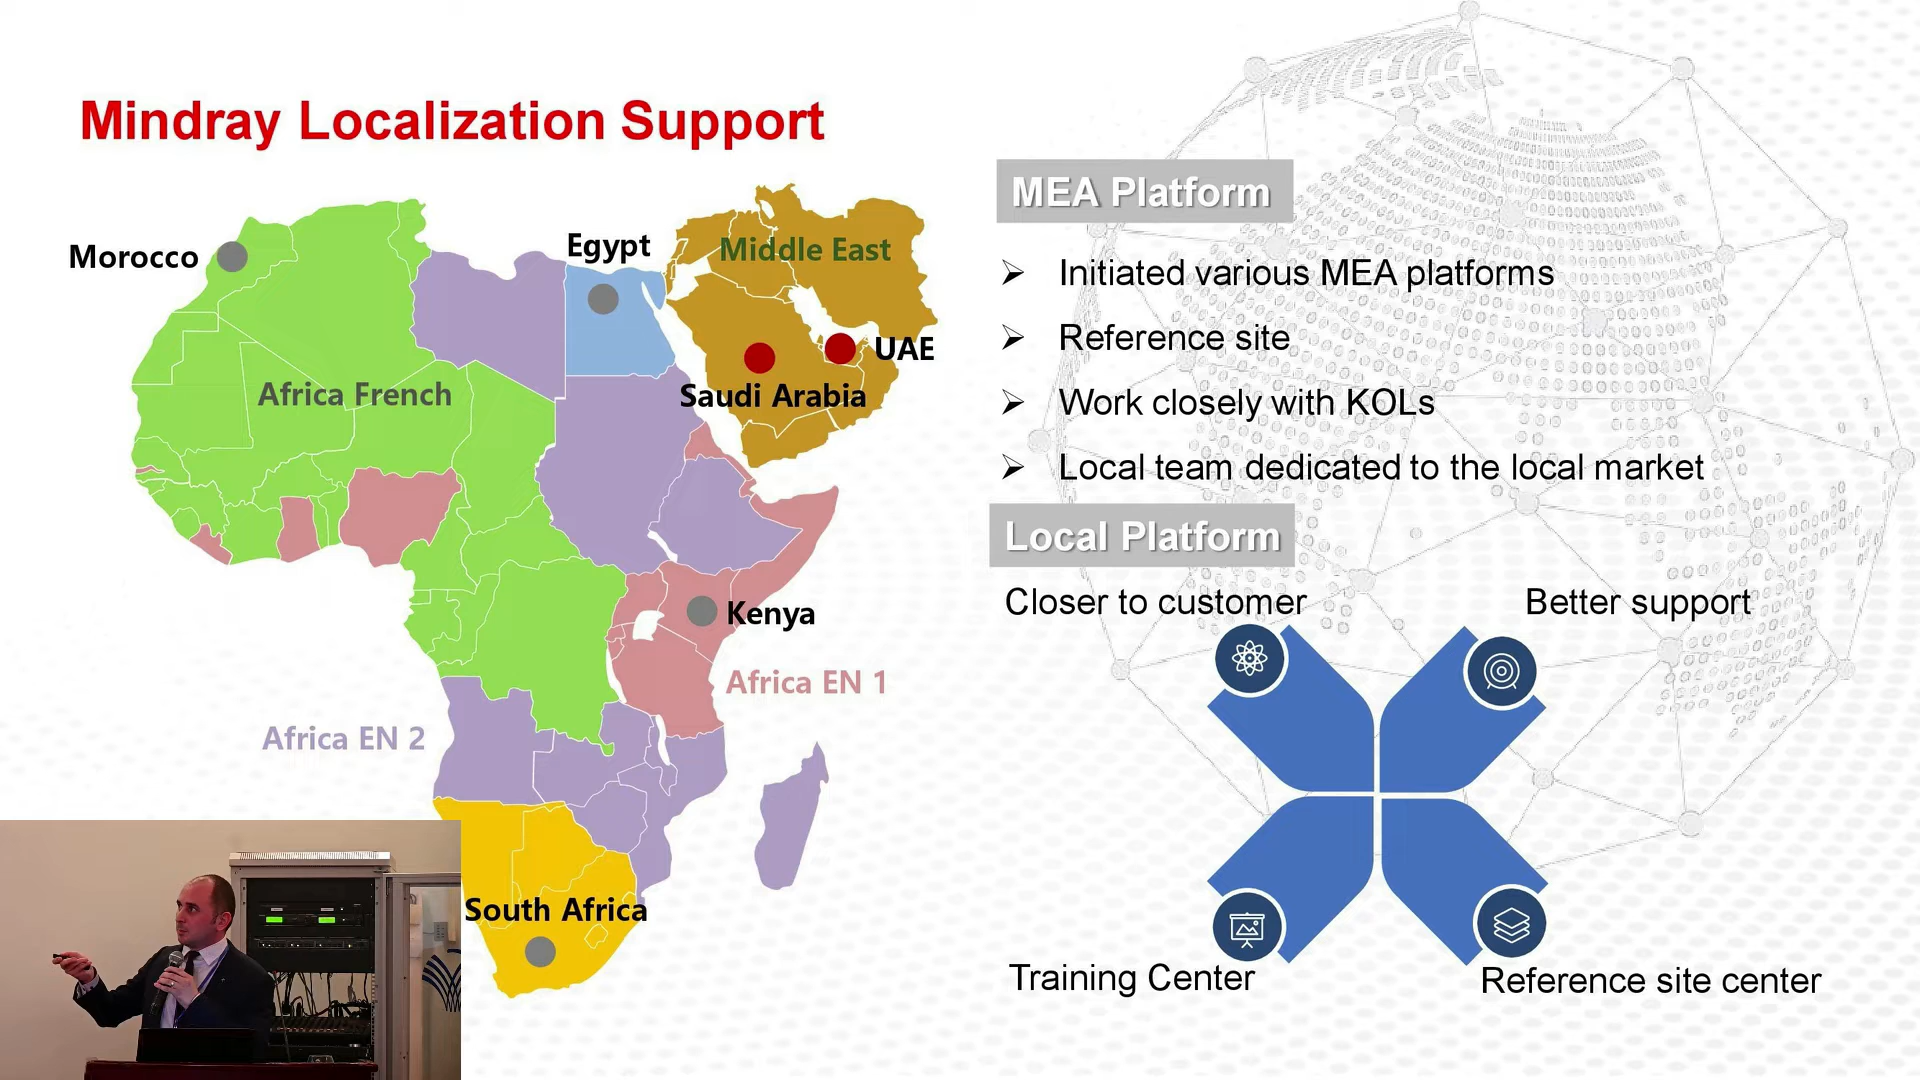 Mindray Localization Support
Morocco
Egypt
Middle East
UAE
Saudi Arabia
Africa French
Kenya
Africa EN 1
Africa EN 2
South Africa
MEA Platform
Initiated various MEA platforms
Reference site
Work closely with KOLs
Local team dedicated to the local market
Local Platform
Closer to customer
Better support
Training Center
Reference site center